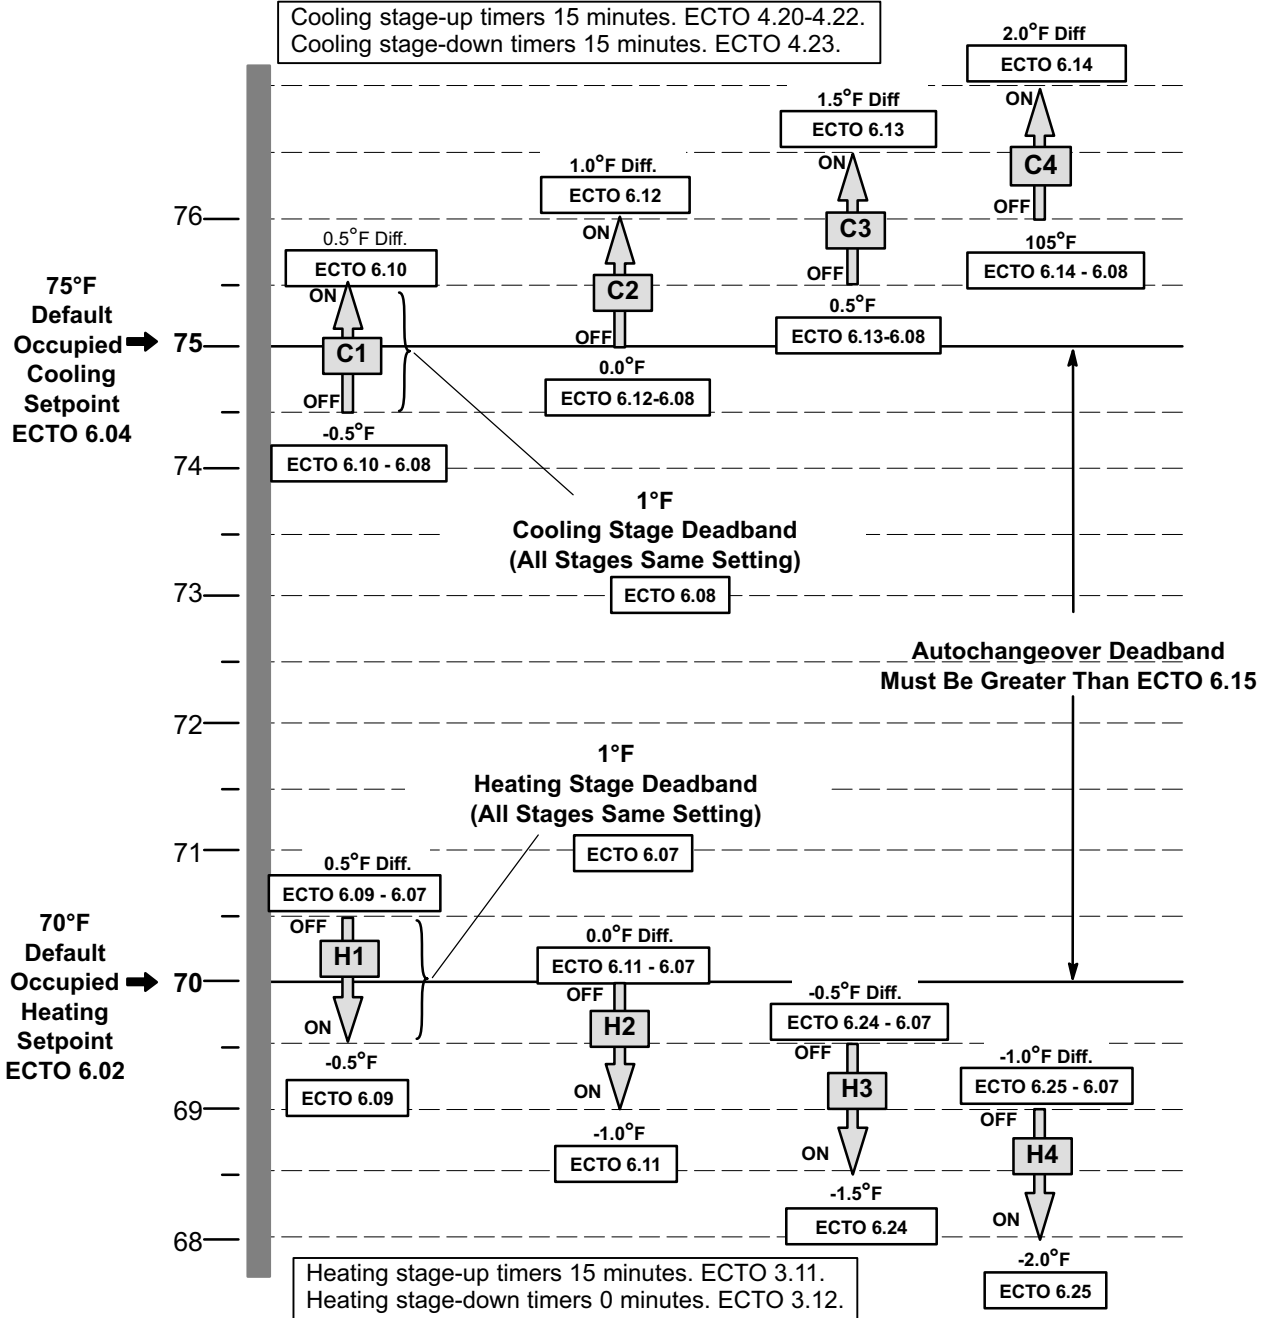 Cooling stage-up timers 15 minutes. ECTO 4.20-4.22.
Cooling stage-down timers 15 minutes. ECTO 4.23.
2.0°F Diff
ECTO 6.14
ON
C4
OFF
105°F
ECTO 6.14 - 6.08
1.5°F Diff
ECTO 6.13
ON
C3
OFF
0.5°F
ECTO 6.13-6.08
1.0°F Diff.
ECTO 6.12
ON
C2
OFF
0.0°F
ECTO 6.12-6.08
0.5°F Diff.
ECTO 6.10
ON
C1
OFF
-0.5°F
ECTO 6.10 - 6.08
76
75°F
Default
Occupied
Cooling
Setpoint
ECTO 6.04
75
74
1°F
Cooling Stage Deadband
(All Stages Same Setting)
ECTO 6.08
73
Autochangeover Deadband
Must Be Greater Than ECTO 6.15
72
1°F
Heating Stage Deadband
(All Stages Same Setting)
ECTO 6.07
71
0.5°F Diff.
ECTO 6.09 - 6.07
OFF
H1
ON
-0.5°F
ECTO 6.09
70°F
Default
Occupied
Heating
Setpoint
ECTO 6.02
70
0.0°F Diff.
ECTO 6.11 - 6.07
OFF
H2
ON
-1.0°F
ECTO 6.11
-0.5°F Diff.
ECTO 6.24 - 6.07
OFF
H3
ON
-1.5°F
ECTO 6.24
-1.0°F Diff.
ECTO 6.25 - 6.07
OFF
H4
ON
-2.0°F
ECTO 6.25
69
68
Heating stage-up timers 15 minutes. ECTO 3.11.
Heating stage-down timers 0 minutes. ECTO 3.12.